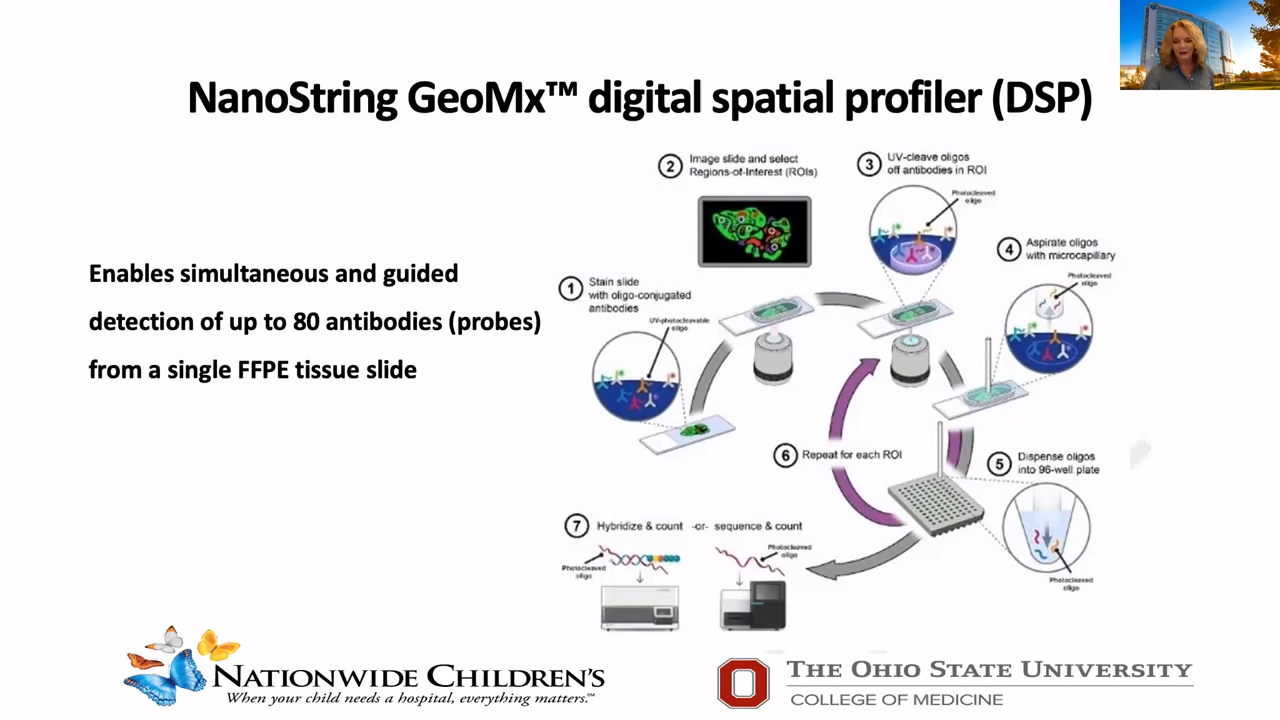 NanoString GeoMx™ digital spatial profiler (DSP)
Enables simultaneous and guided
detection of up to 80 antibodies (probes)
from a single FFPE tissue slide
1
Stain slide
with oligo-conjugated
antibodies
UV-photocleavable
oligo
2
Image slide and select
Regions-of-Interest (ROIs)
3
UV-cleave oligos
off antibodies in ROI
Photocleaved
oligo
4
Aspirate oligos
with microcapillary
Photocleaved
oligo
5
Dispense oligos
into 96-well plate
Photocleaved
oligo
6
Repeat for each ROI
7
Hybridize & count -or- sequence & count
Photocleaved
oligo
Photocleaved
oligo
NATIONWIDE CHILDREN'S
When your child needs a hospital, everything matters.™
THE OHIO STATE UNIVERSITY
COLLEGE OF MEDICINE